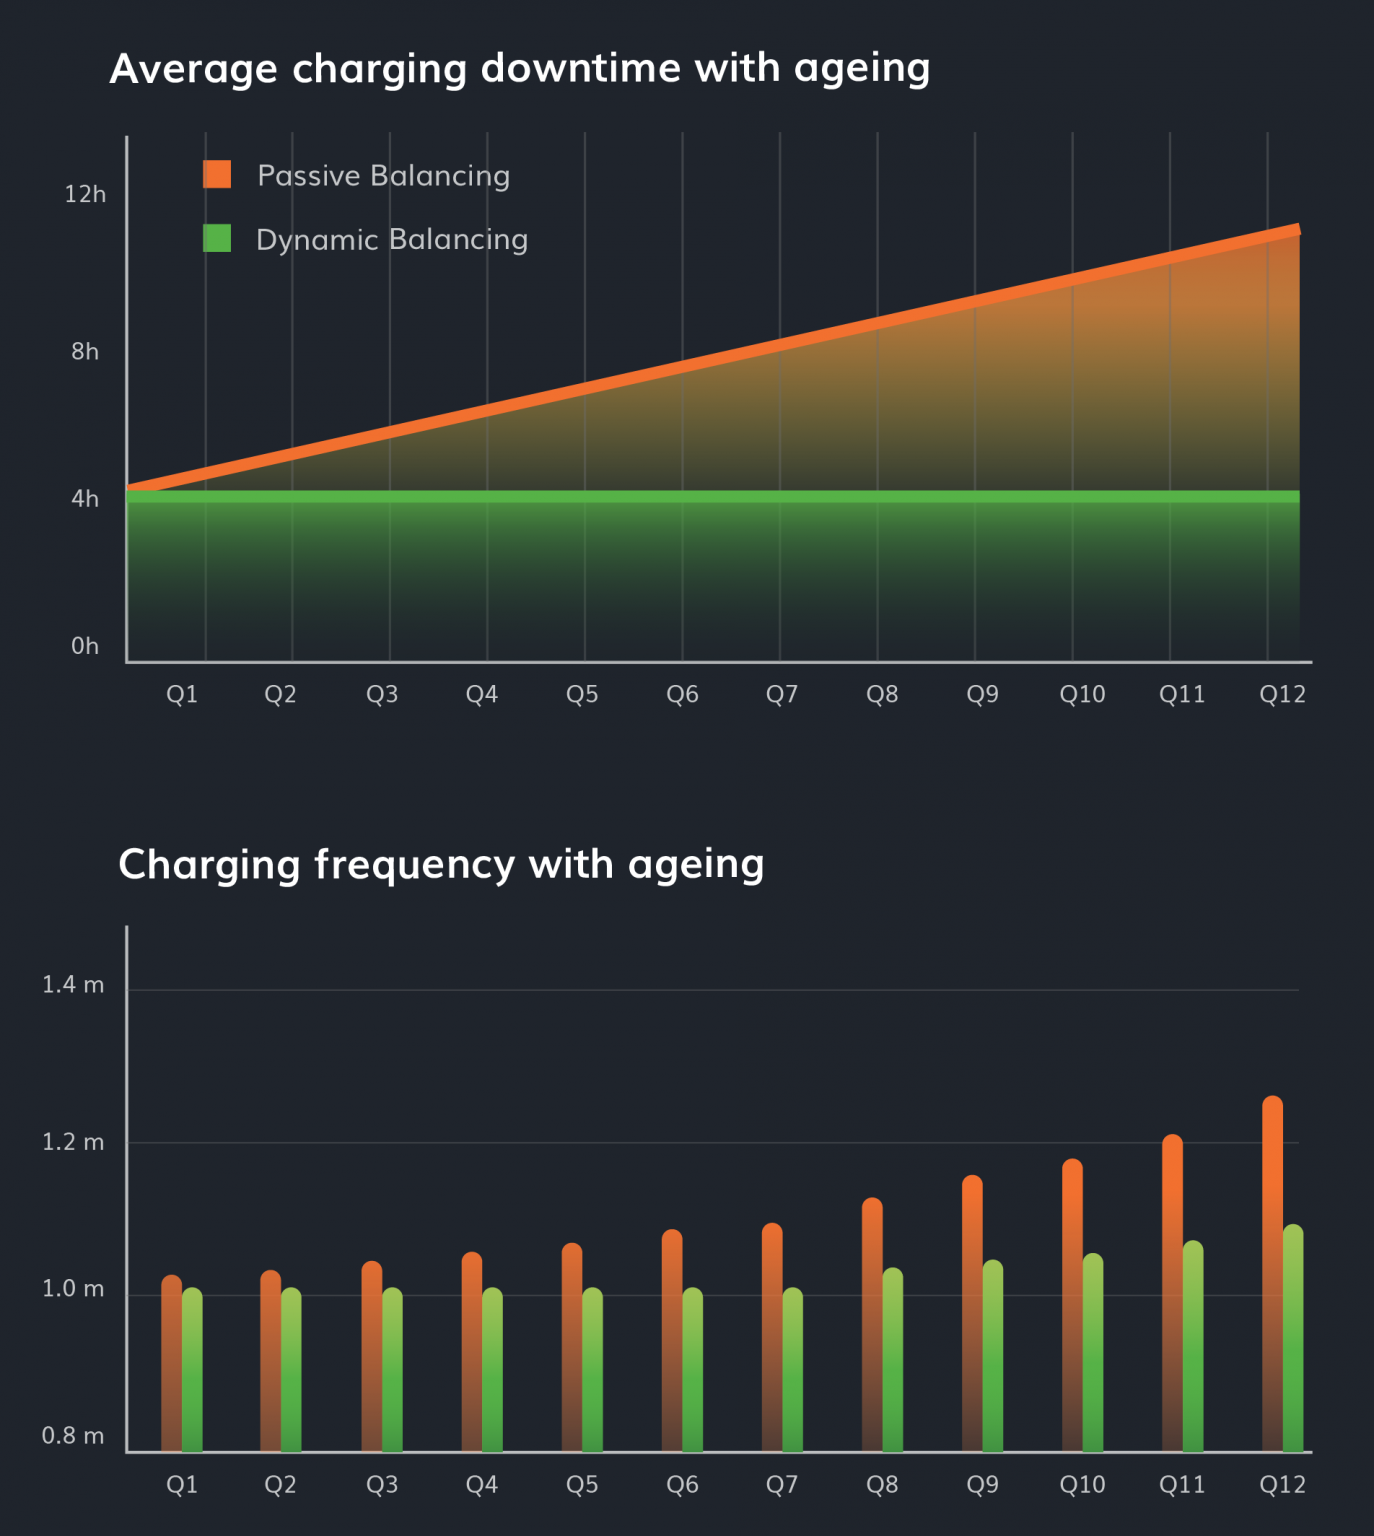 Average charging downtime with ageing
Passive Balancing
Dynamic Balancing
12h
8h
4h
0h
Q1 Q2 Q3 Q4 Q5 Q6 Q7 Q8 Q9 Q10 Q11 Q12
Charging frequency with ageing
1.4 m
1.2 m
1.0 m
0.8 m
Q1 Q2 Q3 Q4 Q5 Q6 Q7 Q8 Q9 Q10 Q11 Q12